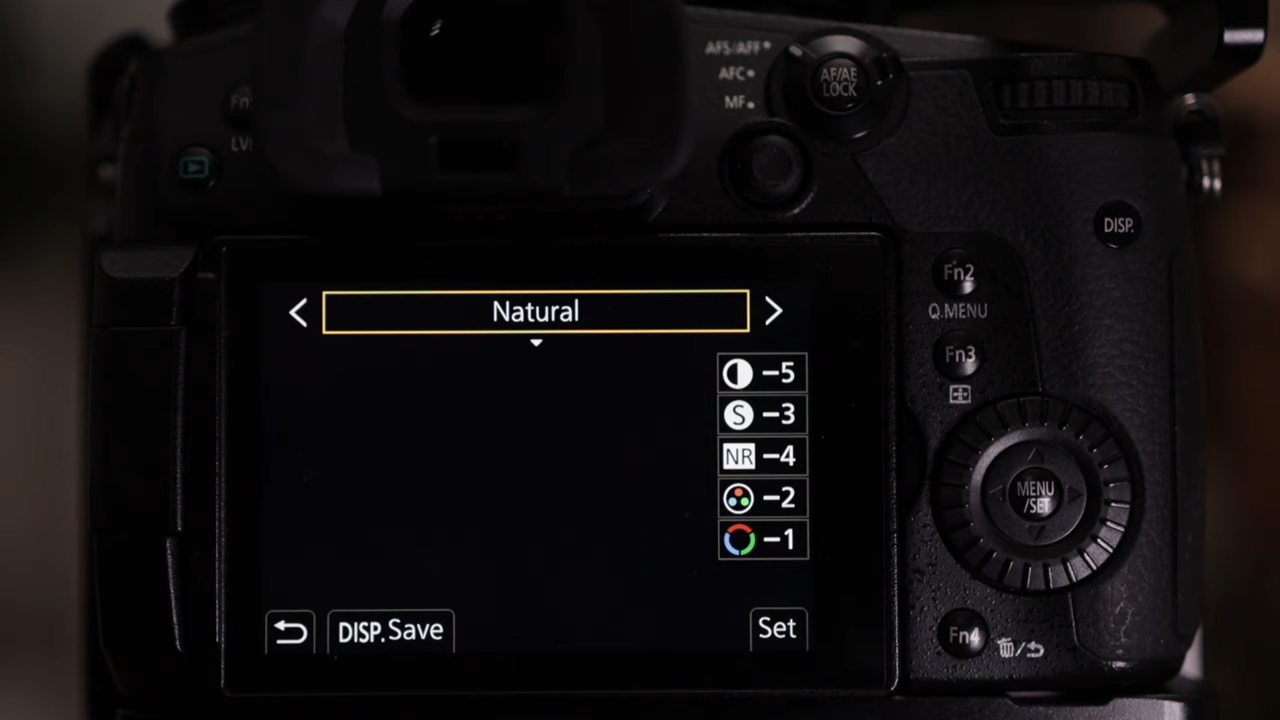 AFS/AFF
AFC
MF
AF/AE
LOCK
Fn
LV
DISP.
Fn2
Q.MENU
Fn3
< Natural >
−5
S −3
NR −4
−2
−1
MENU
/SET
DISP. Save
Set
Fn4